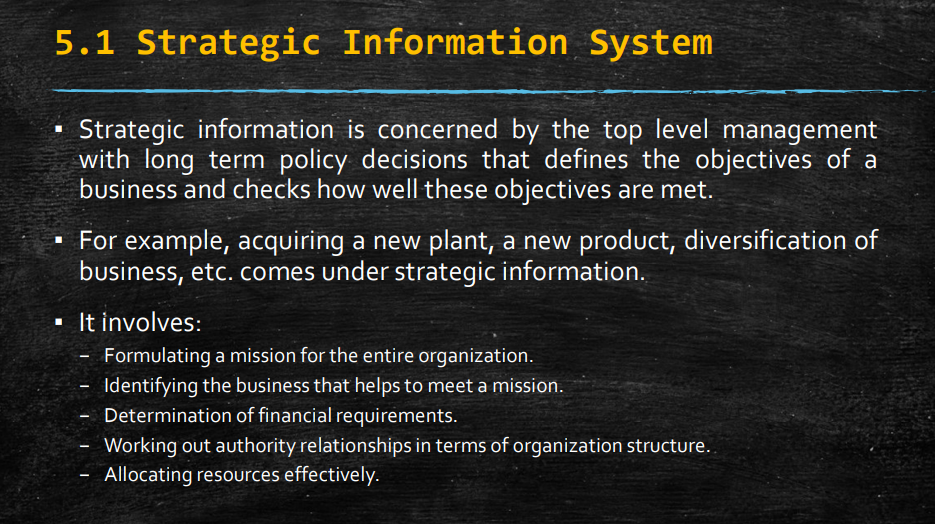 5.1 Strategic Information System
▪ Strategic information is concerned by the top level management
with long term policy decisions that defines the objectives of a
business and checks how well these objectives are met.
▪ For example, acquiring a new plant, a new product, diversification of
business, etc. comes under strategic information.
▪ It involves:
– Formulating a mission for the entire organization.
– Identifying the business that helps to meet a mission.
– Determination of financial requirements.
– Working out authority relationships in terms of organization structure.
– Allocating resources effectively.